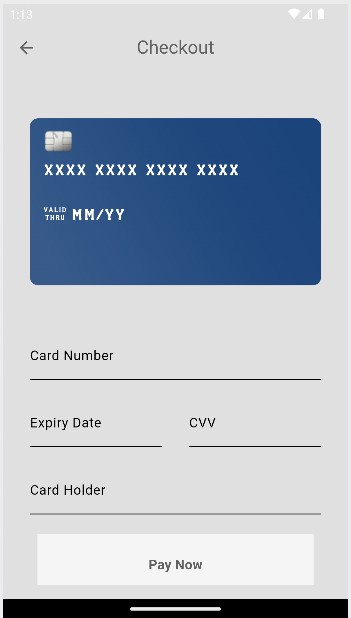 1:13
Checkout
XXXX XXXX XXXX XXXX
VALID
THRU MM/YY
Card Number
Expiry Date CVV
Card Holder
Pay Now